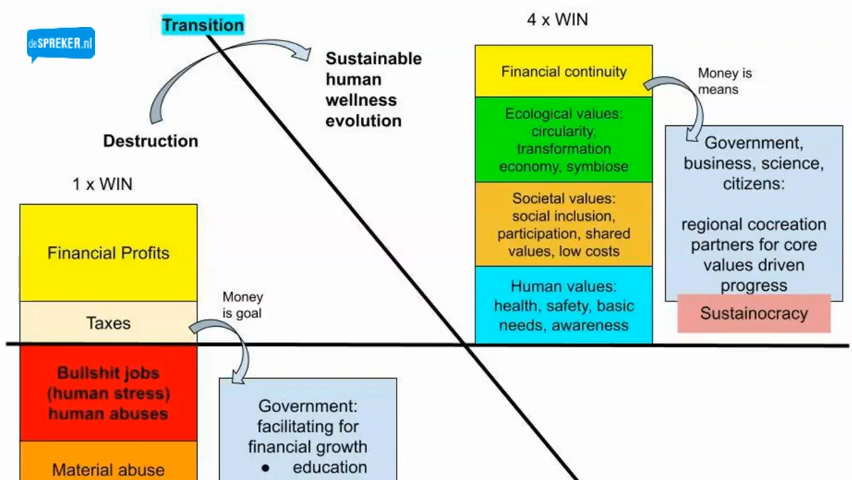 deSPREKER.nl
Transition
4 x WIN
Sustainable
human
wellness
evolution
Destruction
1 x WIN
Financial Profits
Taxes
Money
is goal
Bullshit jobs
(human stress)
human abuses
Material abuse
Government:
facilitating for
financial growth
● education
Financial continuity
Money is
means
Ecological values:
circularity,
transformation
economy, symbiose
Societal values:
social inclusion,
participation, shared
values, low costs
Human values:
health, safety, basic
needs, awareness
Government,
business, science,
citizens:
regional cocreation
partners for core
values driven
progress
Sustainocracy